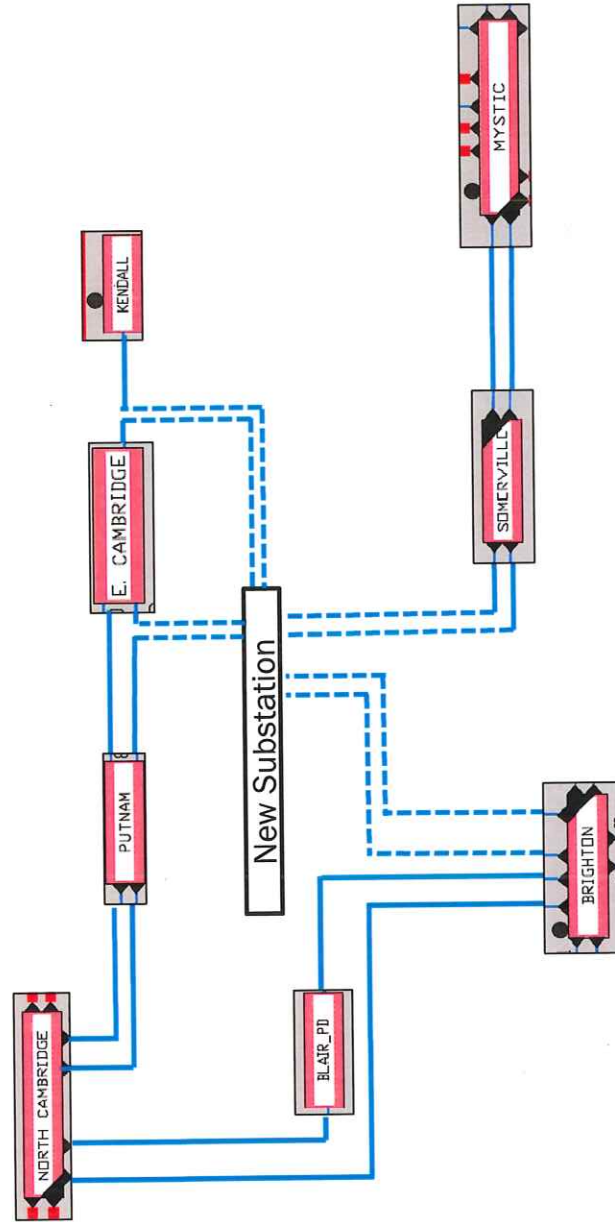 NORTH CAMBRIDGE
PUTNAM
E. CAMBRIDGE
KENDALL
New Substation
BLAIR_PD
BRIGHTON
SOMERVILLE
MYSTIC